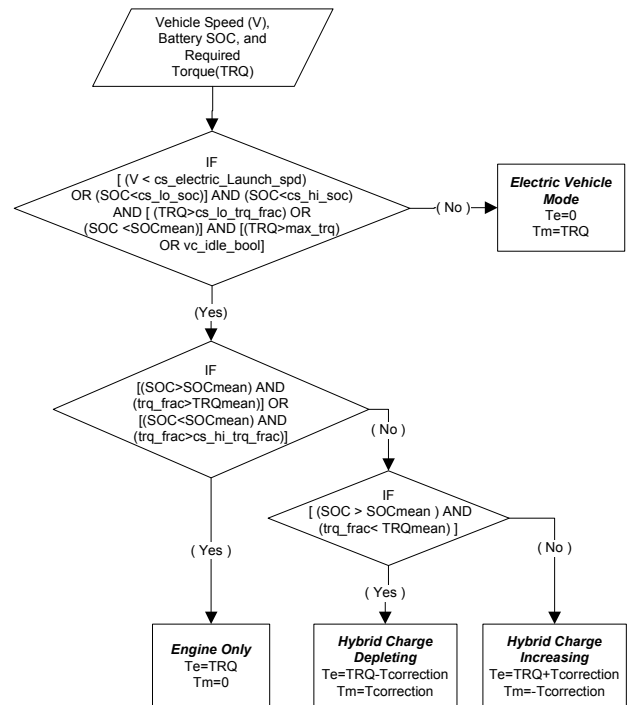 Vehicle Speed (V),
Battery SOC, and
Required
Torque(TRQ)
IF
[ (V < cs_electric_Launch_spd)
OR (SOC<cs_lo_soc)] AND (SOC<cs_hi_soc)
AND [ (TRQ>cs_lo_trq_frac) OR
(SOC <SOCmean)] AND [(TRQ>max_trq)
OR vc_idle_bool]
( No )
Electric Vehicle
Mode
Te=0
Tm=TRQ
(Yes)
IF
[(SOC>SOCmean) AND
(trq_frac>TRQmean)] OR
[(SOC<SOCmean) AND
(trq_frac>cs_hi_trq_frac)]
( No )
IF
[ (SOC > SOCmean ) AND
(trq_frac< TRQmean) ]
( Yes )
( No )
( Yes )
Engine Only
Te=TRQ
Tm=0
Hybrid Charge
Depleting
Te=TRQ-Tcorrection
Tm=Tcorrection
Hybrid Charge
Increasing
Te=TRQ+Tcorrection
Tm=-Tcorrection